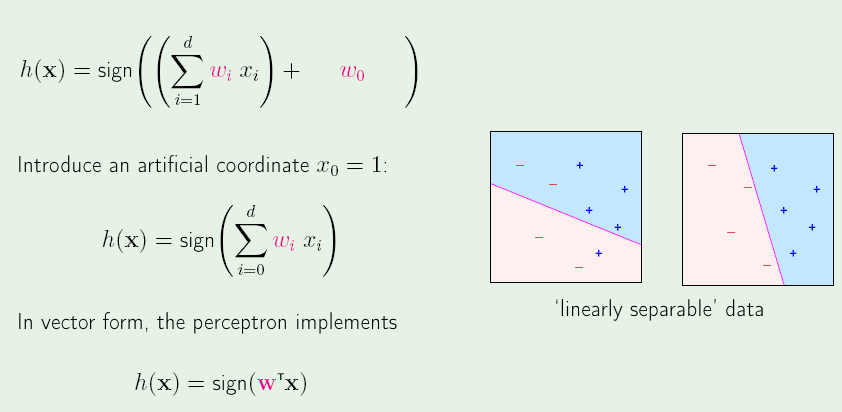 h(x) = sign((∑_{i=1}^{d} w_i x_i) + w_0)
Introduce an artificial coordinate x_0 = 1:
h(x) = sign(∑_{i=0}^{d} w_i x_i)
In vector form, the perceptron implements
h(x) = sign(w^T x)
‘linearly separable’ data